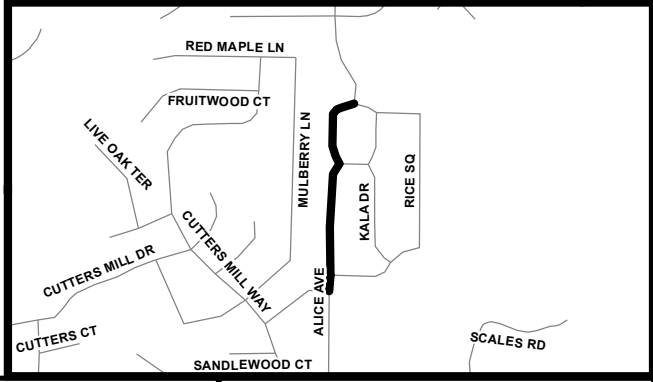 RED MAPLE LN
FRUITWOOD CT
LIVE OAK TER
MULBERRY LN
RICE SQ
KALA DR
CUTTERS MILL WAY
CUTTERS MILL DR
ALICE AVE
CUTTERS CT
SCALES RD
SANDLEWOOD CT